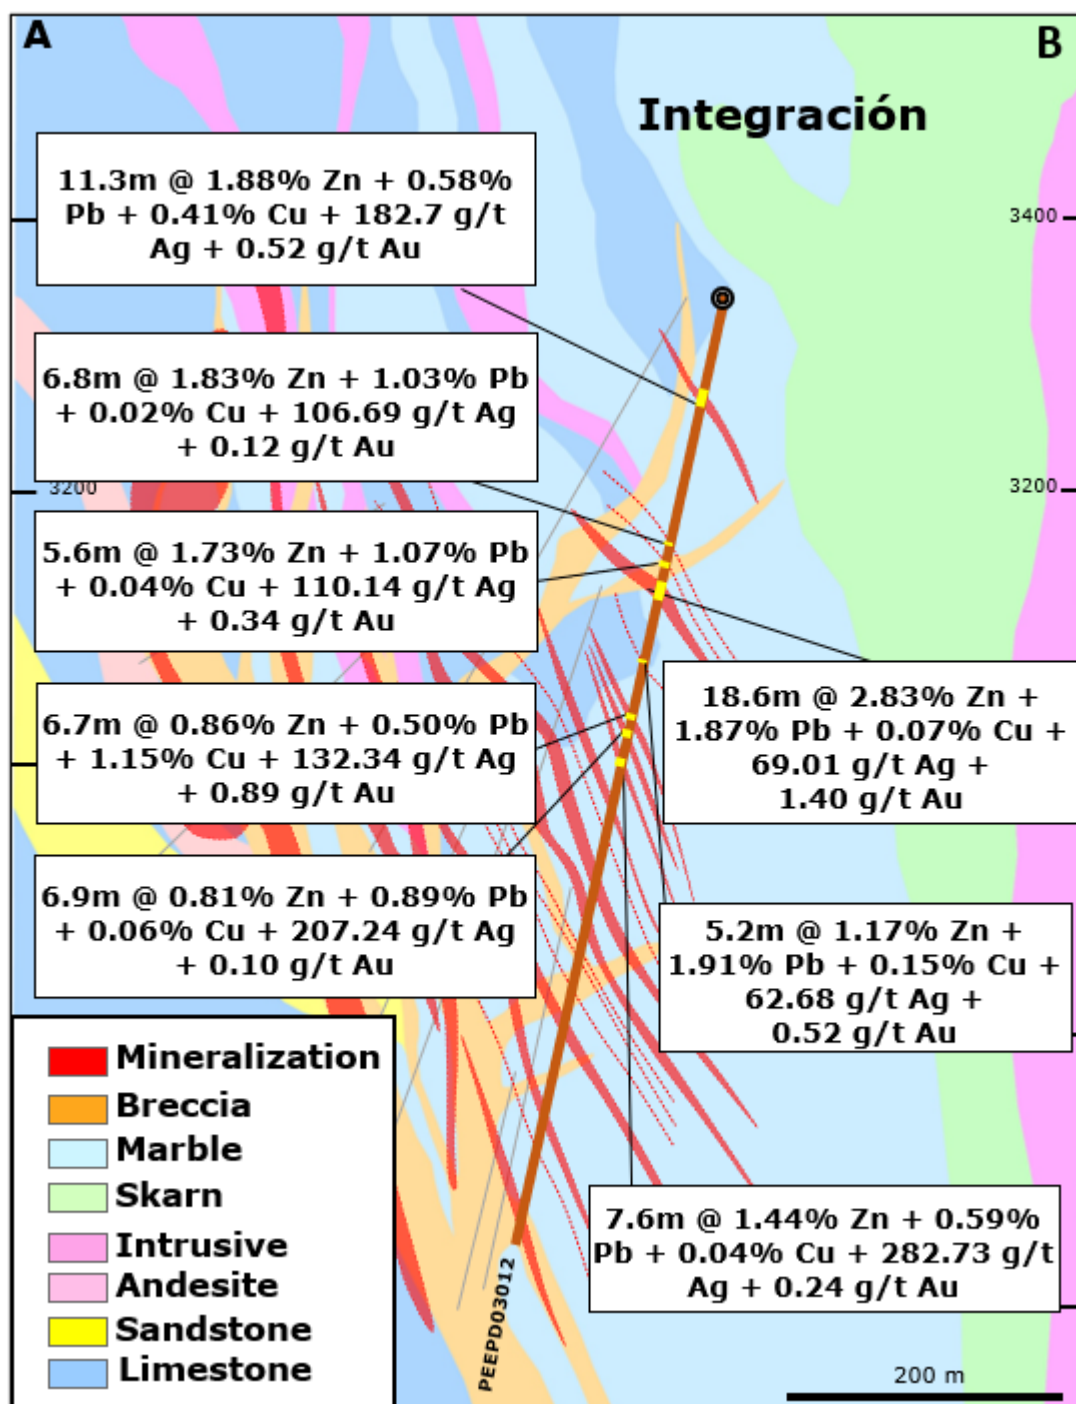 A
B
Integración
11.3m @ 1.88% Zn + 0.58%
Pb + 0.41% Cu + 182.7 g/t
Ag + 0.52 g/t Au
3400
6.8m @ 1.83% Zn + 1.03% Pb
+ 0.02% Cu + 106.69 g/t Ag
+ 0.12 g/t Au
3200
3200
5.6m @ 1.73% Zn + 1.07% Pb
+ 0.04% Cu + 110.14 g/t Ag
+ 0.34 g/t Au
18.6m @ 2.83% Zn +
1.87% Pb + 0.07% Cu +
69.01 g/t Ag +
1.40 g/t Au
6.7m @ 0.86% Zn + 0.50% Pb
+ 1.15% Cu + 132.34 g/t Ag
+ 0.89 g/t Au
6.9m @ 0.81% Zn + 0.89% Pb
+ 0.06% Cu + 207.24 g/t Ag
+ 0.10 g/t Au
5.2m @ 1.17% Zn +
1.91% Pb + 0.15% Cu +
62.68 g/t Ag +
0.52 g/t Au
7.6m @ 1.44% Zn + 0.59%
Pb + 0.04% Cu + 282.73 g/t
Ag + 0.24 g/t Au
Mineralization
Breccia
Marble
Skarn
Intrusive
Andesite
Sandstone
Limestone
PEEPD03012
200 m